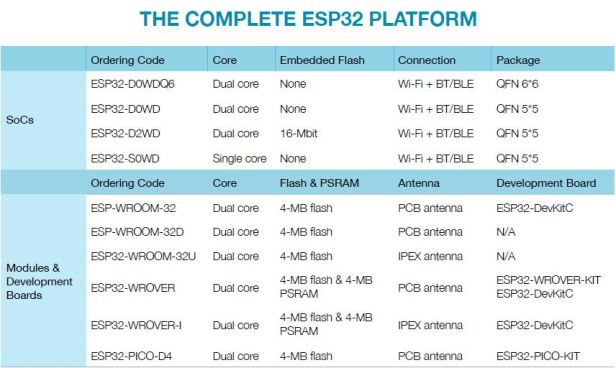 THE COMPLETE ESP32 PLATFORM
Ordering Code Core Embedded Flash Connection Package
SoCs
ESP32-D0WDQ6 Dual core None Wi-Fi + BT/BLE QFN 6*6
ESP32-D0WD Dual core None Wi-Fi + BT/BLE QFN 5*5
ESP32-D2WD Dual core 16-Mbit Wi-Fi + BT/BLE QFN 5*5
ESP32-S0WD Single core None Wi-Fi + BT/BLE QFN 5*5
Ordering Code Core Flash & PSRAM Antenna Development Board
Modules &
Development
Boards
ESP-WROOM-32 Dual core 4-MB flash PCB antenna ESP32-DevKitC
ESP-WROOM-32D Dual core 4-MB flash PCB antenna N/A
ESP32-WROOM-32U Dual core 4-MB flash IPEX antenna N/A
ESP32-WROVER Dual core 4-MB flash & 4-MB PSRAM PCB antenna ESP32-WROVER-KIT ESP32-DevKitC
ESP32-WROVER-I Dual core 4-MB flash & 4-MB PSRAM IPEX antenna ESP32-DevKitC
ESP32-PICO-D4 Dual core 4-MB flash PCB antenna ESP32-PICO-KIT